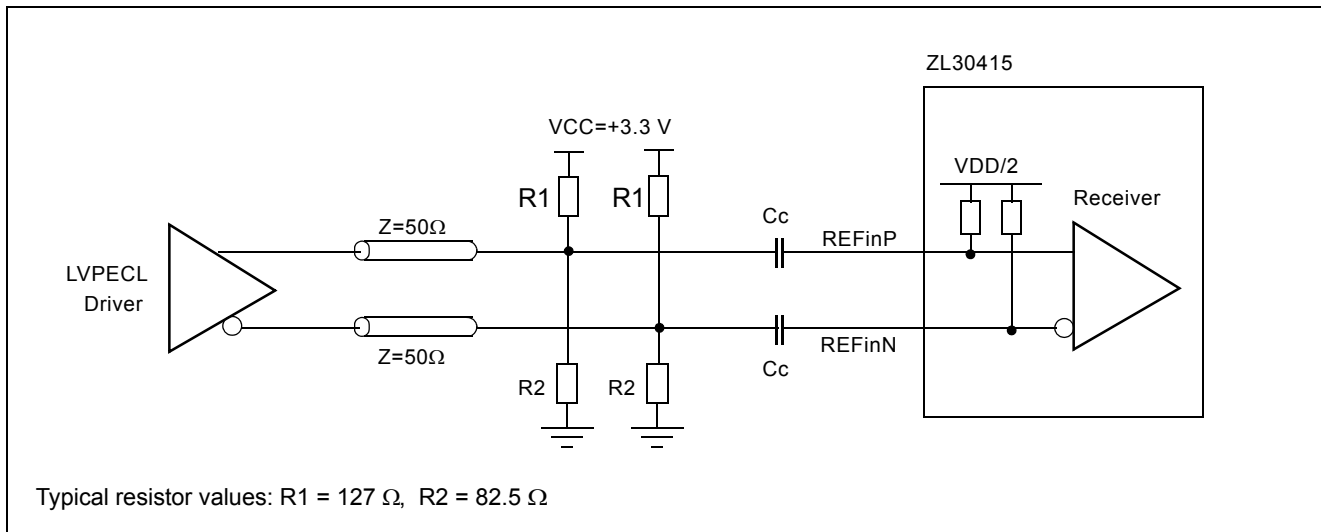 ZL30415
VCC=+3.3 V
VDD/2
R1
R1
Receiver
Cc
Z=50Ω
REFinP
LVPECL
Driver
Z=50Ω
REFinN
Cc
R2
R2
Typical resistor values: R1 = 127 Ω, R2 = 82.5 Ω